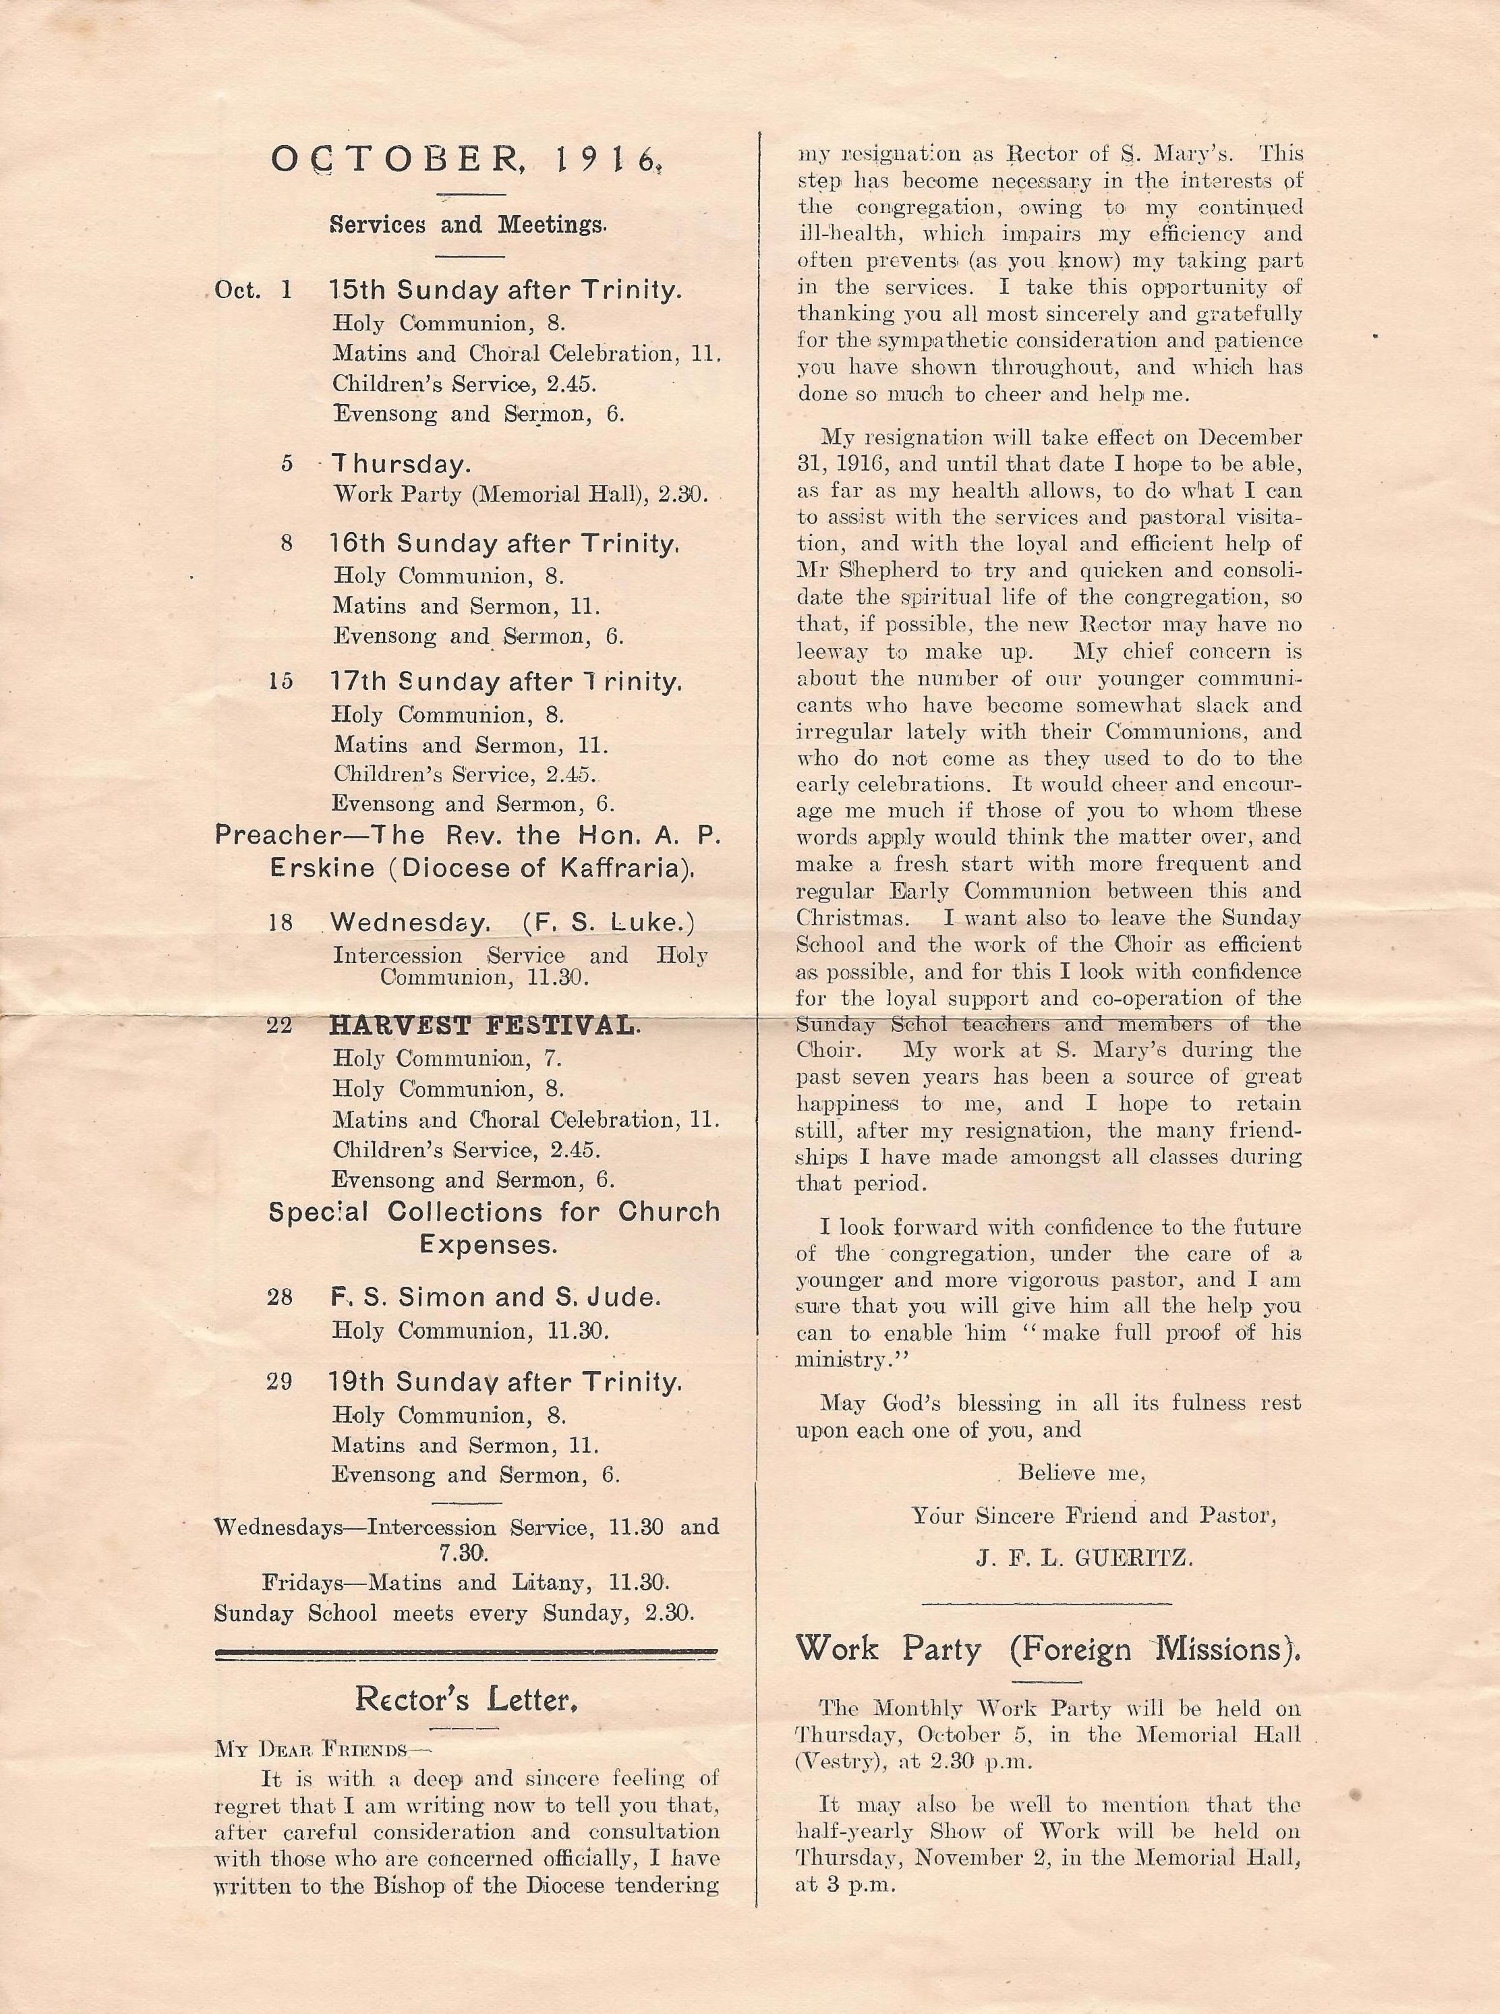 OCTOBER, 1916.
Services and Meetings.
Oct. 1 15th Sunday after Trinity.
Holy Communion, 8.
Matins and Choral Celebration, 11.
Children's Service, 2.45.
Evensong and Sermon, 6.
5 Thursday.
Work Party (Memorial Hall), 2.30.
8 16th Sunday after Trinity.
Holy Communion, 8.
Matins and Sermon, 11.
Evensong and Sermon, 6.
15 17th Sunday after Trinity.
Holy Communion, 8.
Matins and Sermon, 11.
Children's Service, 2.45.
Evensong and Sermon, 6.
Preacher—The Rev. the Hon. A. P.
Erskine (Diocese of Kaffraria).
18 Wednesday. (F. S. Luke.)
Intercession Service and Holy
Communion, 11.30.
22 HARVEST FESTIVAL.
Holy Communion, 7.
Holy Communion, 8.
Matins and Choral Celebration, 11.
Children's Service, 2.45.
Evensong and Sermon, 6.
Special Collections for Church
Expenses.
28 F. S. Simon and S. Jude.
Holy Communion, 11.30.
29 19th Sunday after Trinity.
Holy Communion, 8.
Matins and Sermon, 11.
Evensong and Sermon, 6.
Wednesdays—Intercession Service, 11.30 and
7.30.
Fridays—Matins and Litany, 11.30.
Sunday School meets every Sunday, 2.30.
Rector's Letter.
MY DEAR FRIENDS—
It is with a deep and sincere feeling of
regret that I am writing now to tell you that,
after careful consideration and consultation
with those who are concerned officially, I have
written to the Bishop of the Diocese tendering
my resignation as Rector of S. Mary's. This
step has become necessary in the interests of
the congregation, owing to my continued
ill-health, which impairs my efficiency and
often prevents (as you know) my taking part
in the services. I take this opportunity of
thanking you all most sincerely and gratefully
for the sympathetic consideration and patience
you have shown throughout, and which has
done so much to cheer and help me.
My resignation will take effect on December
31, 1916, and until that date I hope to be able,
as far as my health allows, to do what I can
to assist with the services and pastoral visita-
tion, and with the loyal and efficient help of
Mr Shepherd to try and quicken and consoli-
date the spiritual life of the congregation, so
that, if possible, the new Rector may have no
leeway to make up. My chief concern is
about the number of our younger communi-
cants who have become somewhat slack and
irregular lately with their Communions, and
who do not come as they used to do to the
early celebrations. It would cheer and encour-
age me much if those of you to whom these
words apply would think the matter over, and
make a fresh start with more frequent and
regular Early Communion between this and
Christmas. I want also to leave the Sunday
School and the work of the Choir as efficient
as possible, and for this I look with confidence
for the loyal support and co-operation of the
Sunday Schol teachers and members of the
Choir. My work at S. Mary's during the
past seven years has been a source of great
happiness to me, and I hope to retain
still, after my resignation, the many friend-
ships I have made amongst all classes during
that period.
I look forward with confidence to the future
of the congregation, under the care of a
younger and more vigorous pastor, and I am
sure that you will give him all the help you
can to enable him "make full proof of his
ministry."
May God's blessing in all its fulness rest
upon each one of you, and
Believe me,
Your Sincere Friend and Pastor,
J. F. L. GUERITZ.
Work Party (Foreign Missions).
The Monthly Work Party will be held on
Thursday, October 5, in the Memorial Hall
(Vestry), at 2.30 p.m.
It may also be well to mention that the
half-yearly Show of Work will be held on
Thursday, November 2, in the Memorial Hall,
at 3 p.m.